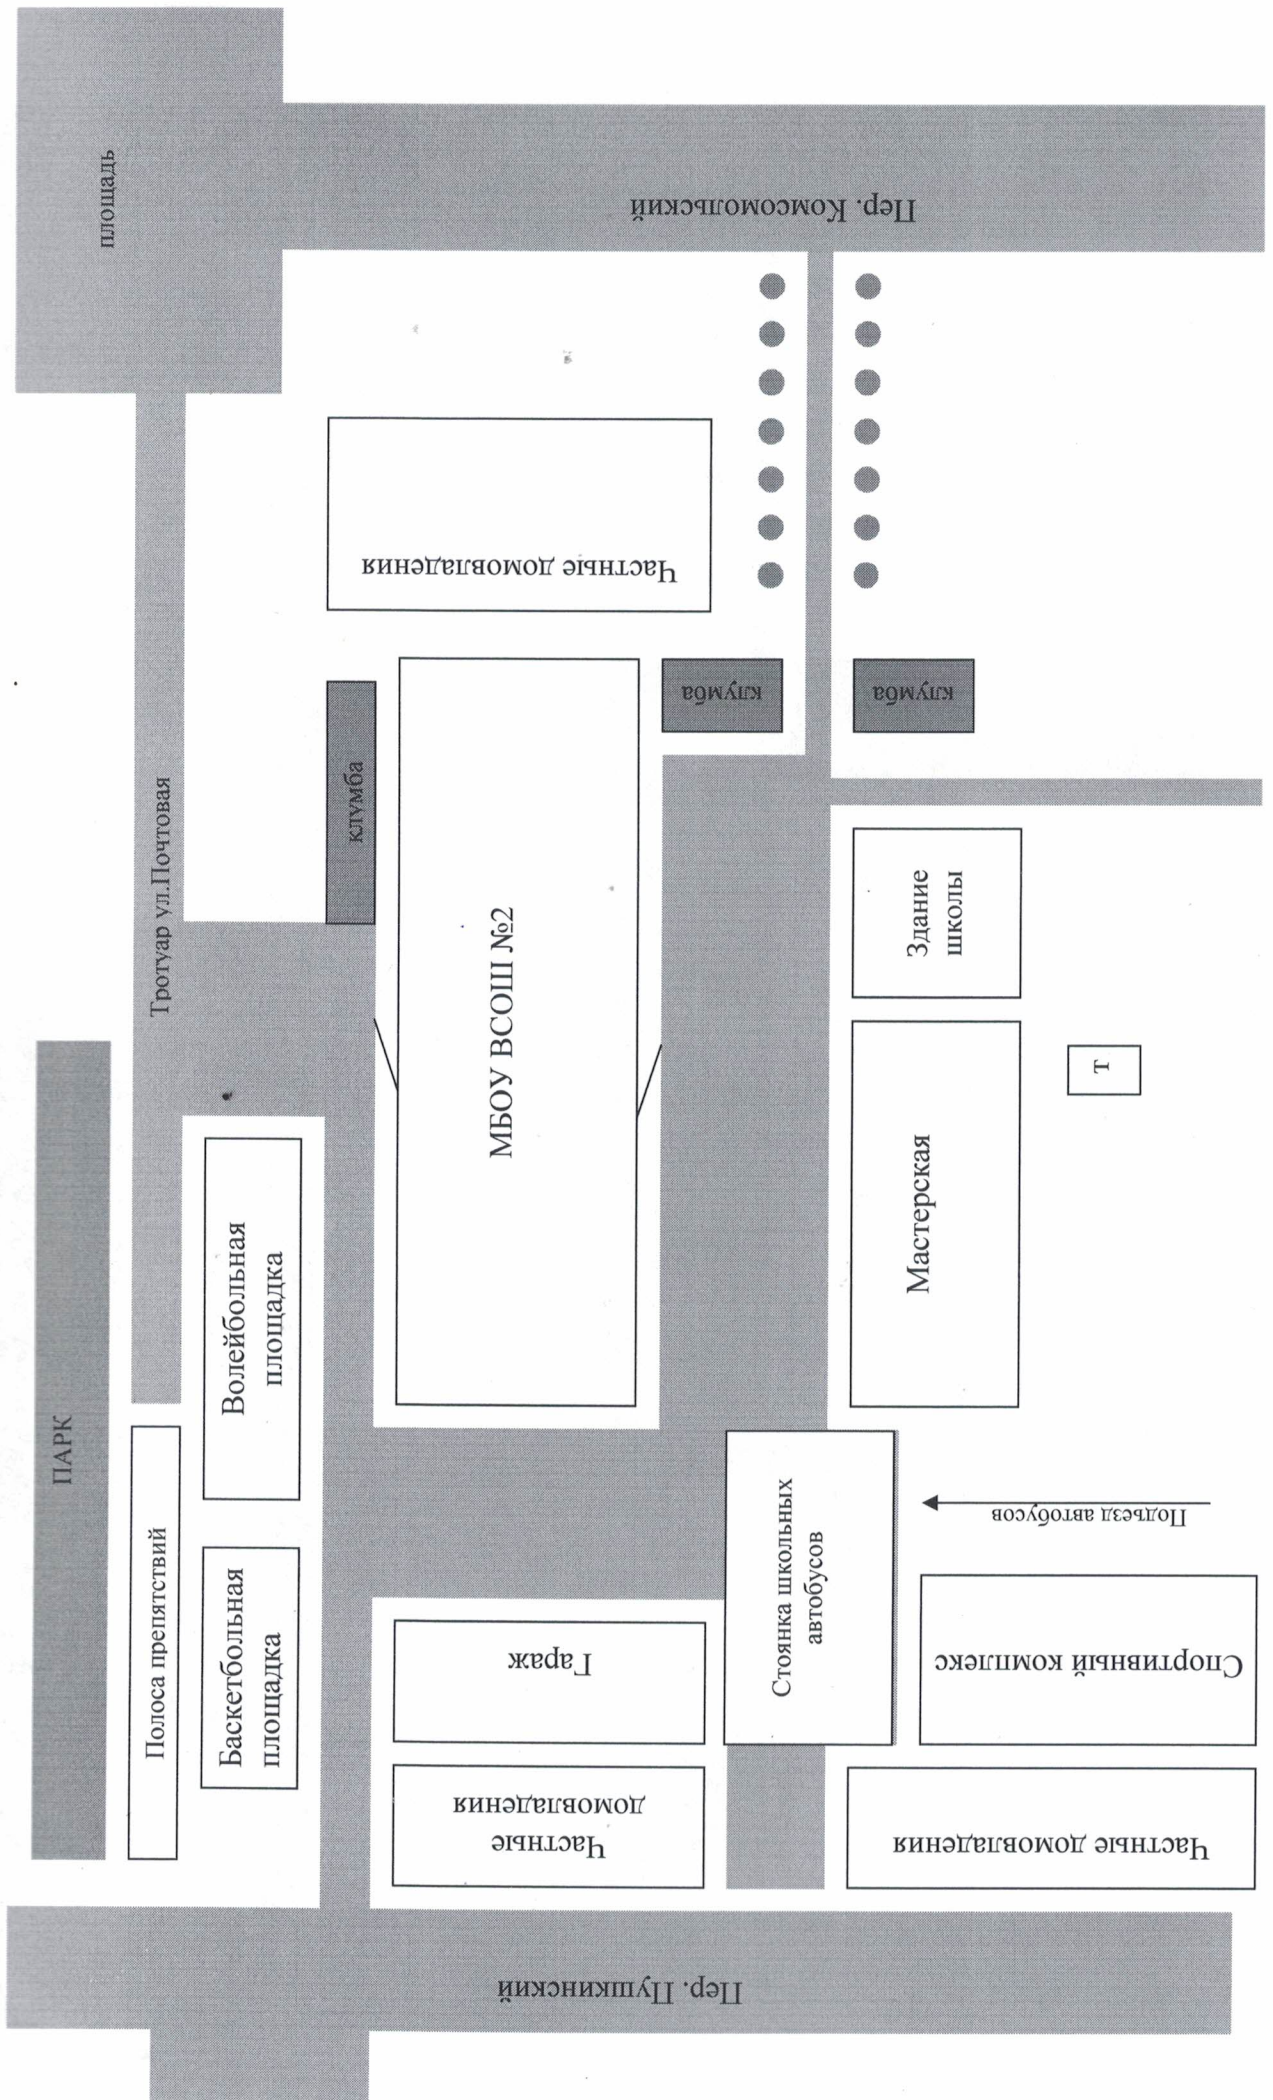 ПАРК
площадь
Тротуар ул.Почтовая
Полоса препятствий
Баскетбольная
площадка
Волейбольная
площадка
клумба
Частные домовладения
МБОУ ВСОШ №2
клумба
клумба
Пер. Комсомольский
Пер. Пушкинский
Частные
домовладения
Гараж
Стоянка школьных
автобусов
Мастерская
Здание
школы
Т
Подъезд автобусов
Спортивный комплекс
Частные домовладения